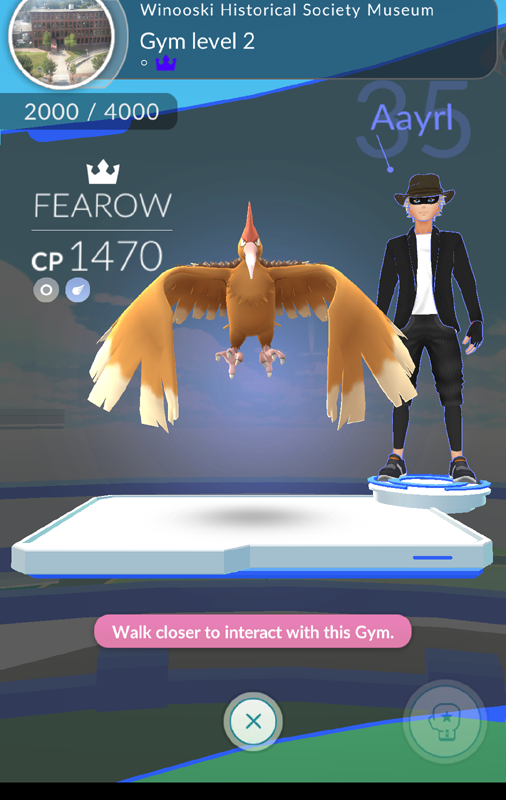 Winooski Historical Society Museum
Gym level 2
2000 / 4000
35
Aayrl
FEAROW
CP 1470
Walk closer to interact with this Gym.